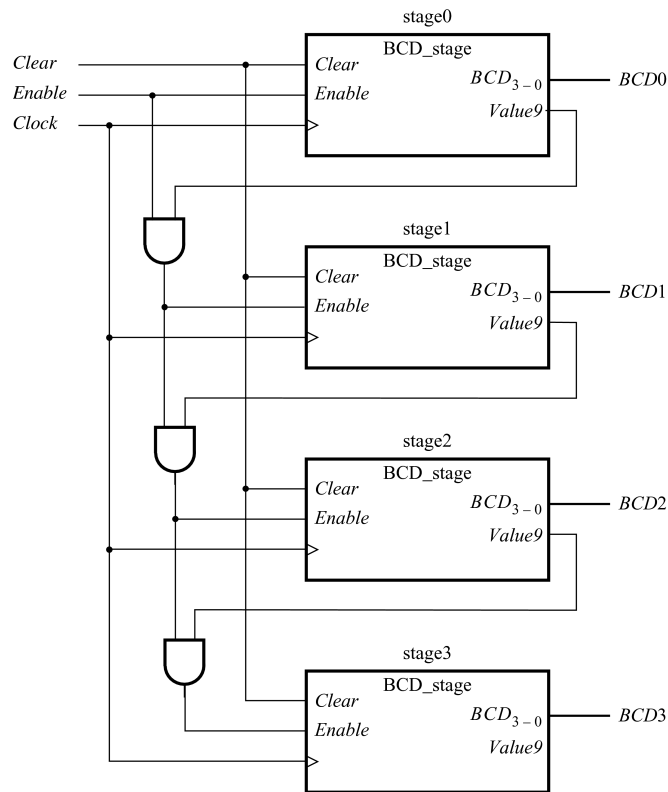 stage0
BCD_stage
Clear
Enable
Clock
Clear
Enable
BCD3–0
Value9
BCD0
stage1
BCD_stage
Clear
Enable
BCD3–0
Value9
BCD1
stage2
BCD_stage
Clear
Enable
BCD3–0
Value9
BCD2
stage3
BCD_stage
Clear
Enable
BCD3–0
Value9
BCD3